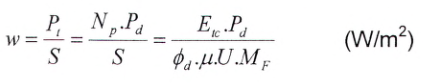 w = P_t / S = N_p.P_d / S = E_tc.P_d / ϕ_d.μ.U.M_F (W/m²)